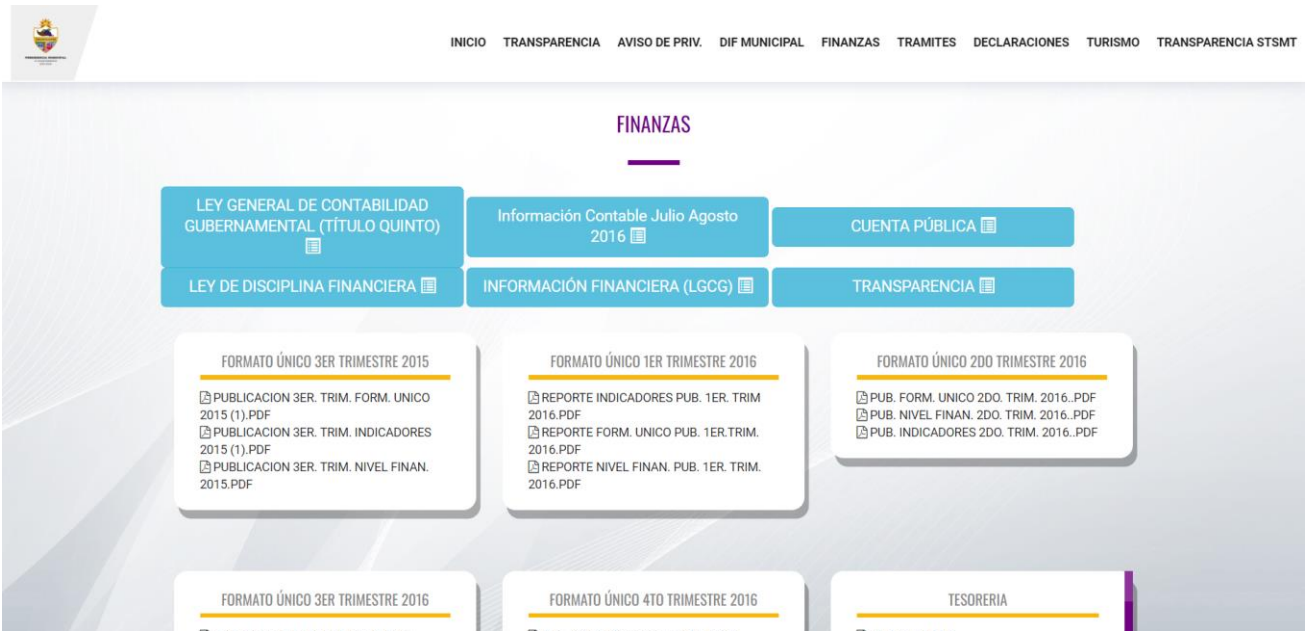 INICIO TRANSPARENCIA AVISO DE PRIV. DIF MUNICIPAL FINANZAS TRAMITES DECLARACIONES TURISMO TRANSPARENCIA STSMT
FINANZAS
LEY GENERAL DE CONTABILIDAD
GUBERNAMENTAL (TÍTULO QUINTO)
Información Contable Julio Agosto
2016
CUENTA PÚBLICA
LEY DE DISCIPLINA FINANCIERA
INFORMACIÓN FINANCIERA (LGCG)
TRANSPARENCIA
FORMATO ÚNICO 3ER TRIMESTRE 2015
PUBLICACION 3ER. TRIM. FORM. UNICO
2015 (1).PDF
PUBLICACION 3ER. TRIM. INDICADORES
2015 (1).PDF
PUBLICACION 3ER. TRIM. NIVEL FINAN.
2015.PDF
FORMATO ÚNICO 1ER TRIMESTRE 2016
REPORTE INDICADORES PUB. 1ER. TRIM
2016.PDF
REPORTE FORM. UNICO PUB. 1ER.TRIM.
2016.PDF
REPORTE NIVEL FINAN. PUB. 1ER. TRIM.
2016.PDF
FORMATO ÚNICO 2DO TRIMESTRE 2016
PUB. FORM. UNICO 2DO. TRIM. 2016..PDF
PUB. NIVEL FINAN. 2DO. TRIM. 2016..PDF
PUB. INDICADORES 2DO. TRIM. 2016..PDF
FORMATO ÚNICO 3ER TRIMESTRE 2016
FORMATO ÚNICO 4TO TRIMESTRE 2016
TESORERIA